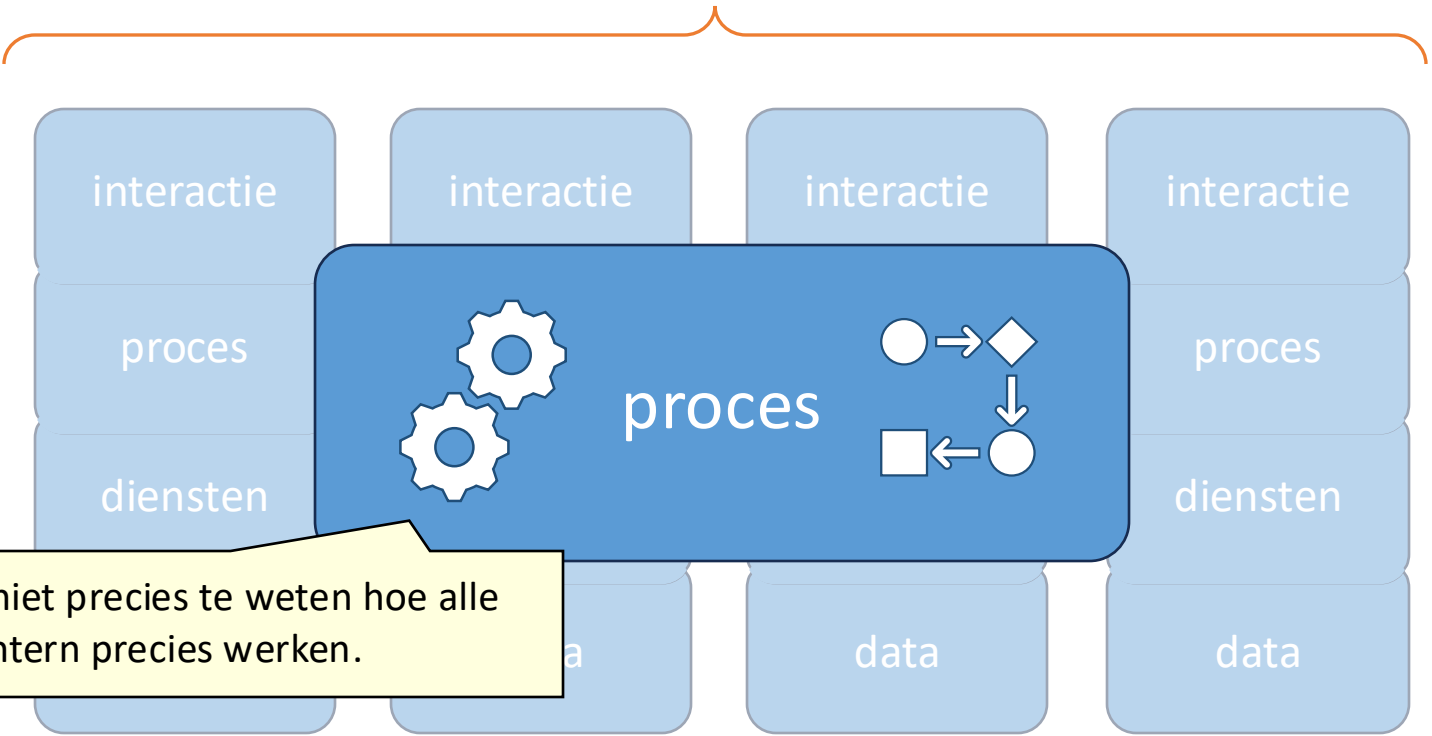 interactie interactie interactie interactie
proces proces proces
diensten diensten
niet precies te weten hoe alle
precies werken.
data data